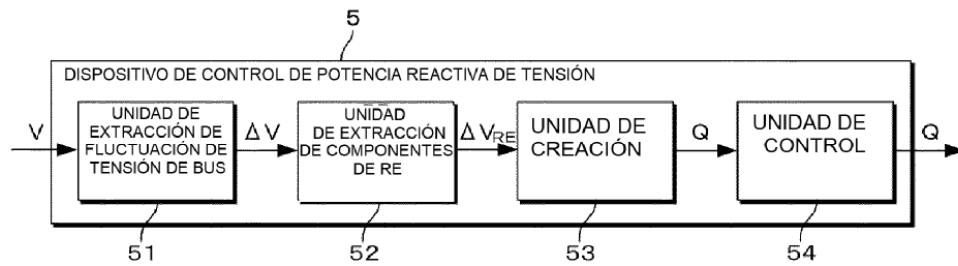 5
DISPOSITIVO DE CONTROL DE POTENCIA REACTIVA DE TENSIÓN
V
UNIDAD DE
EXTRACCIÓN DE
FLUCTUACIÓN DE
TENSIÓN DE BUS
ΔV
UNIDAD
DE EXTRACCIÓN
DE COMPONENTES
DE RE
ΔVRE
UNIDAD DE
CREACIÓN
Q
UNIDAD DE
CONTROL
Q
51
52
53
54